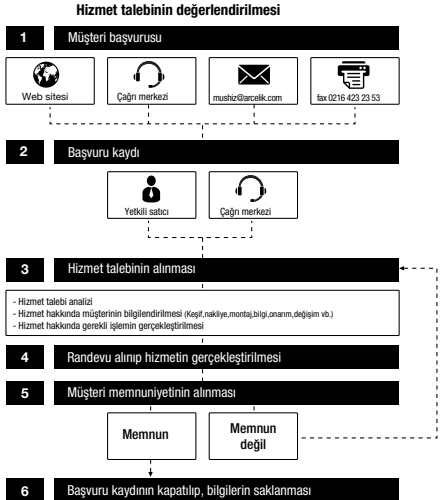 Hizmet talebinin değerlendirilmesi
1 Müşteri başvurusu
Web sitesi
Çağrı merkezi
mushiz@arcelik.com
fax 0216 423 23 53
2 Başvuru kaydı
Yetkili satıcı
Çağrı merkezi
3 Hizmet talebinin alınması
- Hizmet talebi analizi
- Hizmet hakkında müşterinin bilgilendirilmesi (Keşif,nakliye,montaj,bilgi,onarım,değişim vb.)
- Hizmet hakkında gerekli işlemin gerçekleştirilmesi
4 Randevu alınıp hizmetin gerçekleştirilmesi
5 Müşteri memnuniyetinin alınması
Memnun
Memnun
değil
6 Başvuru kaydının kapatılıp, bilgilerin saklanması